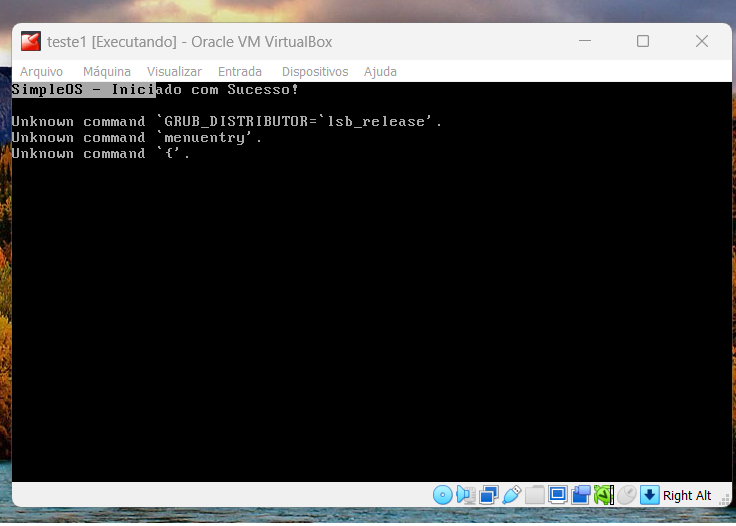 teste1 [Executando] - Oracle VM VirtualBox
Arquivo Máquina Visualizar Entrada Dispositivos Ajuda
SimpleOS - Iniciado com Sucesso!
Unknown command `GRUB_DISTRIBUTOR=`lsb_release'.
Unknown command `menuentry'.
Unknown command `{'.
Right Alt